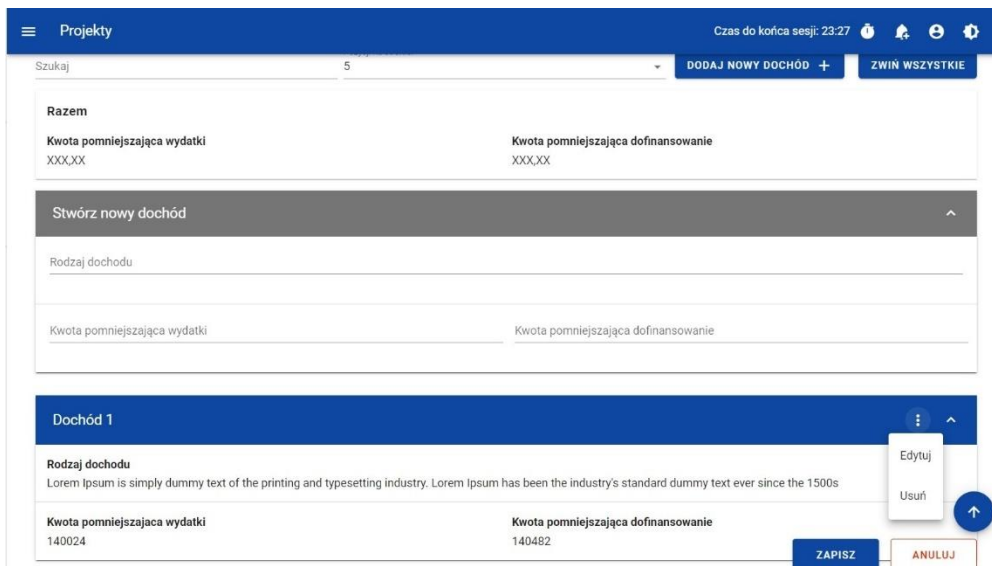 Projekty
Czas do końca sesji: 23:27
Szukaj
5
DODAJ NOWY DOCHÓD +
ZWIŃ WSZYSTKIE
Razem
Kwota pomniejszająca wydatki
Kwota pomniejszająca dofinansowanie
XXX,XX
XXX,XX
Stwórz nowy dochód
Rodzaj dochodu
Kwota pomniejszająca wydatki
Kwota pomniejszająca dofinansowanie
Dochód 1
Edytuj
Usuń
Rodzaj dochodu
Lorem Ipsum is simply dummy text of the printing and typesetting industry. Lorem Ipsum has been the industry's standard dummy text ever since the 1500s
Kwota pomniejszajaca wydatki
Kwota pomniejszająca dofinansowanie
140024
140482
ZAPISZ
ANULUJ